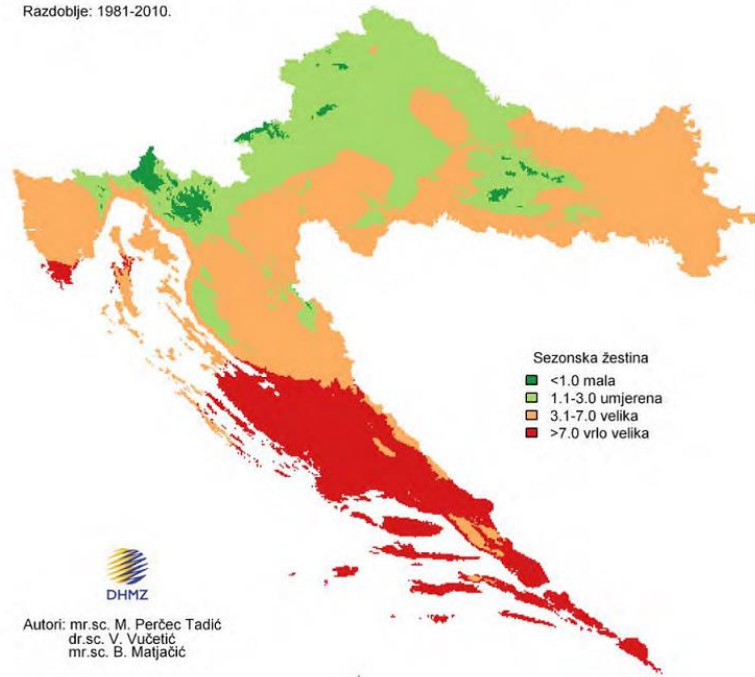 Razdoblje: 1981-2010.
Sezonska žestina
<1.0 mala
1.1-3.0 umjerena
3.1-7.0 velika
>7.0 vrlo velika
DHMZ
Autori: mr.sc. M. Perčec Tadić
dr.sc. V. Vučetić
mr.sc. B. Matjačić